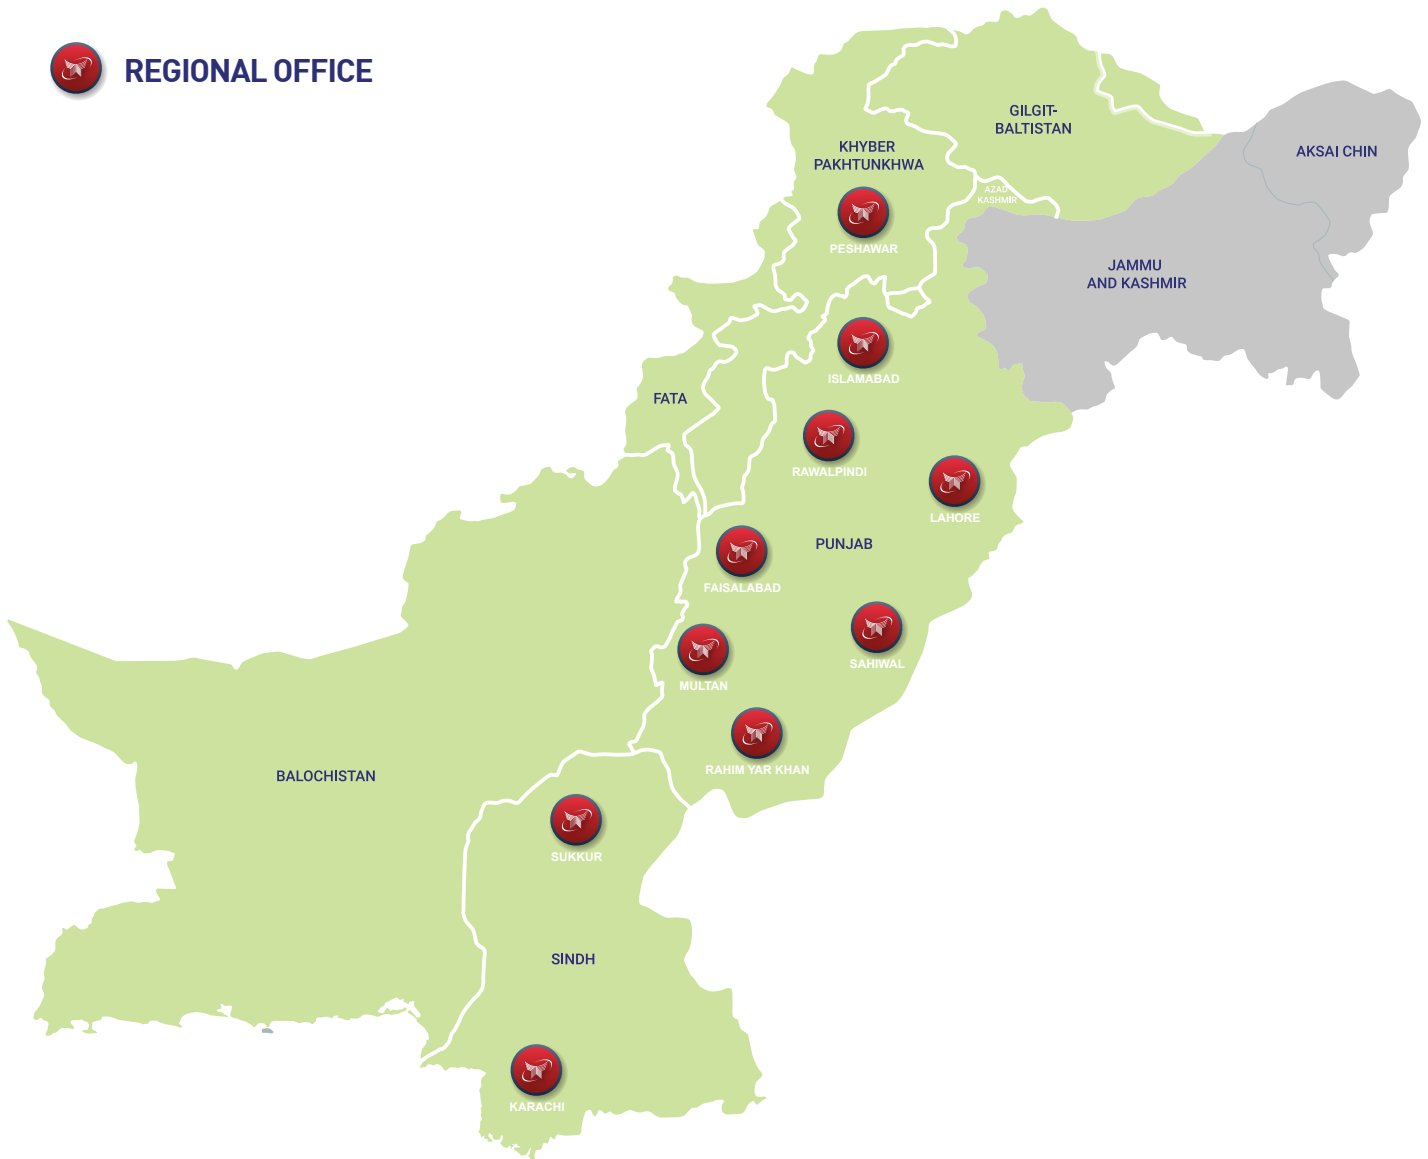 REGIONAL OFFICE
GILGIT-
BALTISTAN
KHYBER
PAKHTUNKHWA
AKSAI CHIN
AZAD
KASHMIR
PESHAWAR
JAMMU
AND KASHMIR
ISLAMABAD
FATA
RAWALPINDI
LAHORE
PUNJAB
FAISALABAD
SAHIWAL
MULTAN
RAHIM YAR KHAN
BALOCHISTAN
SUKKUR
SINDH
KARACHI